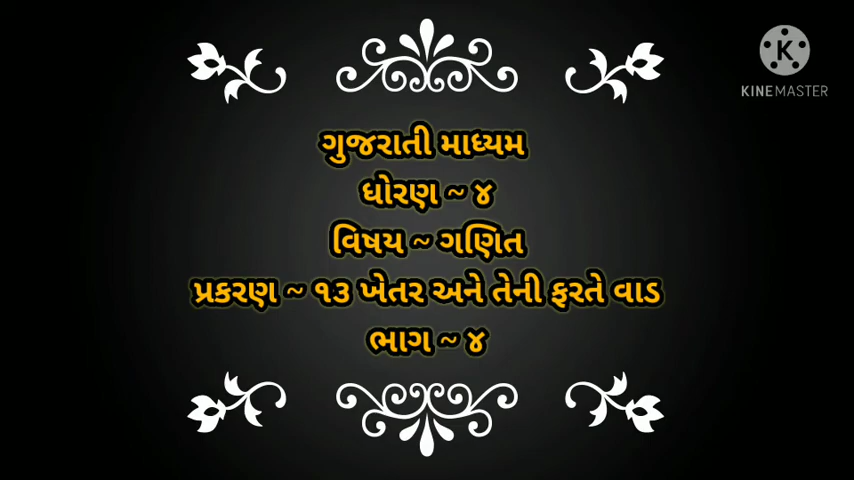 KINEMASTER
ગુજરાતી માધ્યમ
ધોરણ ~ ૪
વિષય ~ ગણિત
પ્રકરણ ~ ૧૩ ખેતર અને તેની ફરતે વાડ
ભાગ ~ ૪